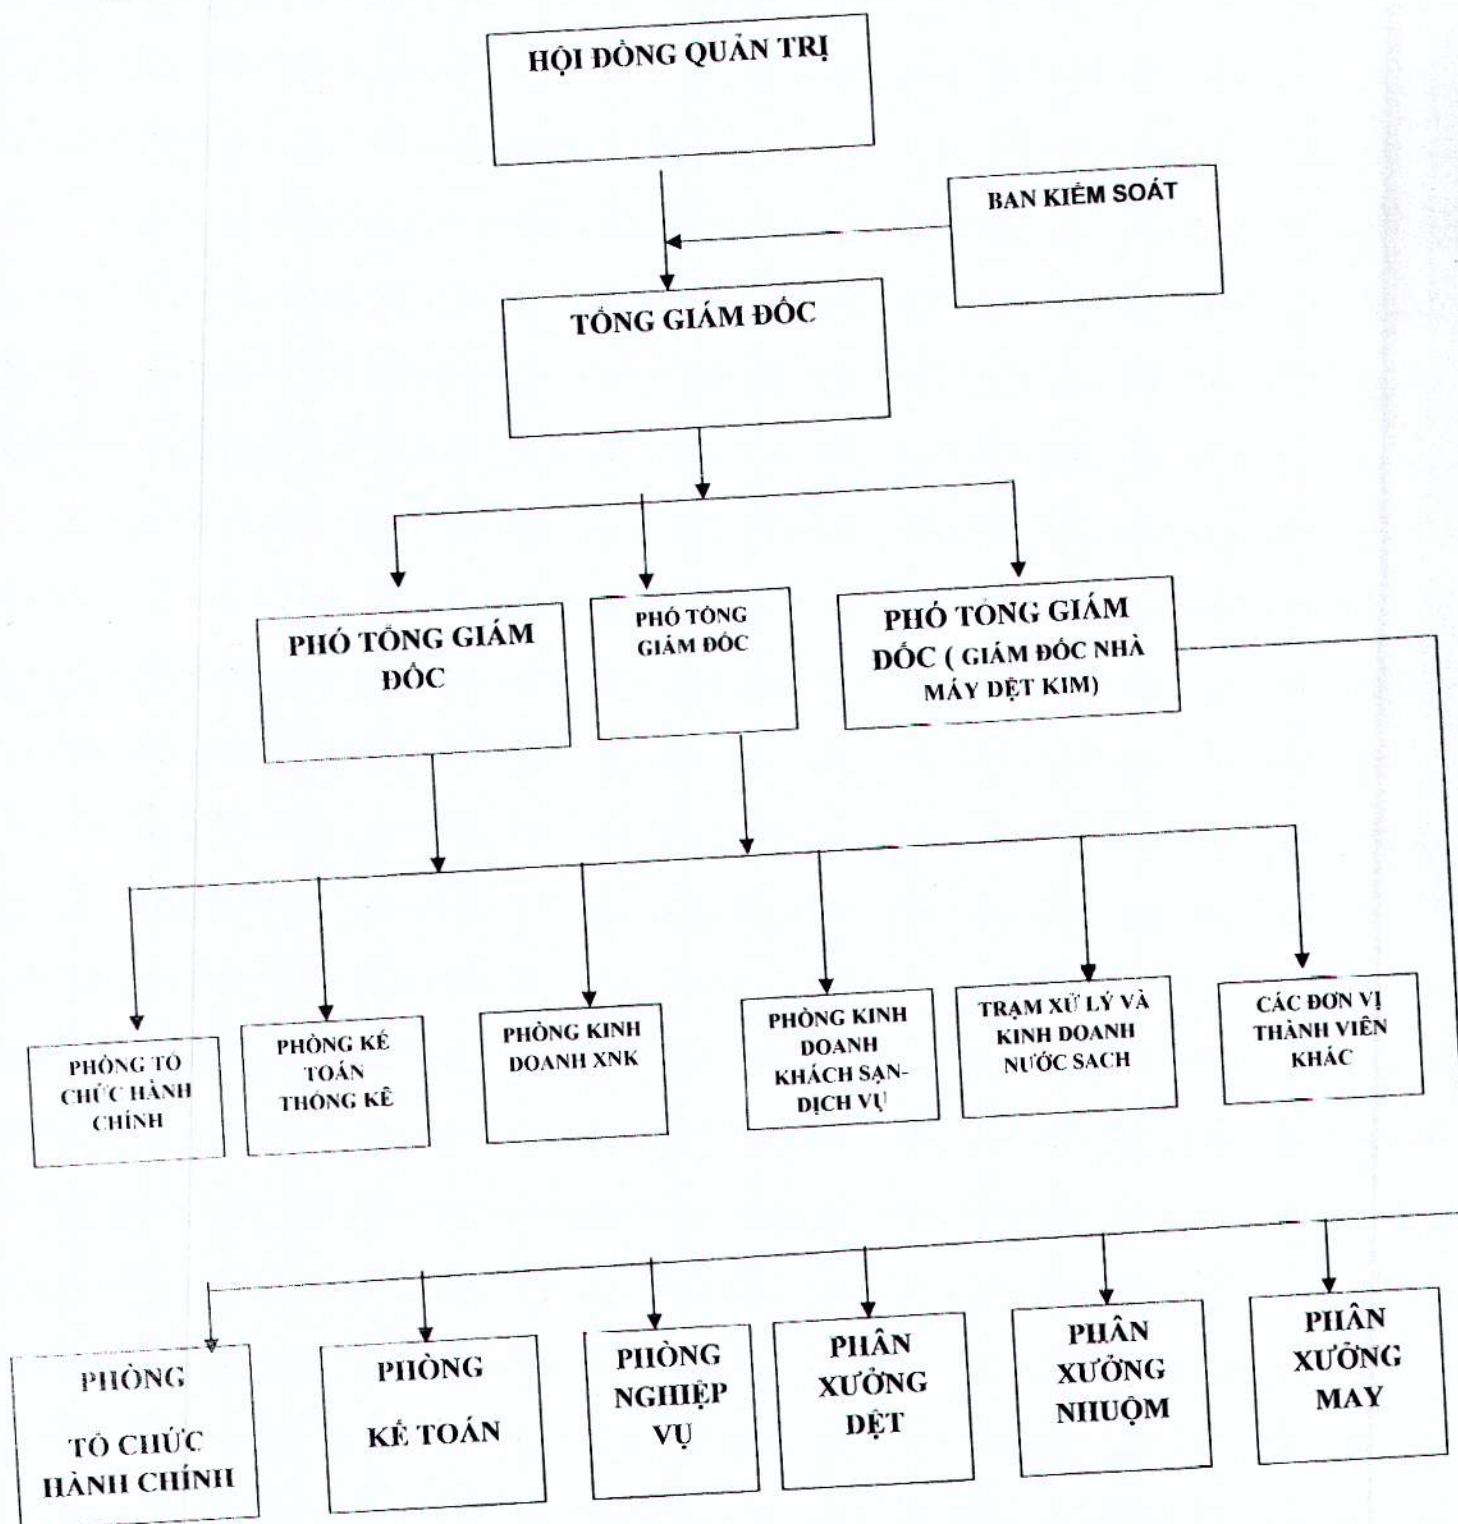 HỘI ĐỒNG QUẢN TRỊ
BAN KIỂM SOÁT
TỔNG GIÁM ĐỐC
PHÓ TỔNG GIÁM
ĐỐC
PHÓ TỔNG
GIÁM ĐỐC
PHÓ TỔNG GIÁM
ĐỐC ( GIÁM ĐỐC NHÀ
MÁY DỆT KIM)
PHÒNG TỔ
CHỨC HÀNH
CHÍNH
PHÒNG KẾ
TOÁN
THỐNG KÊ
PHÒNG KINH
DOANH XNK
PHÒNG KINH
DOANH
KHÁCH SẠN-
DỊCH VỤ
TRẠM XỬ LÝ VÀ
KINH DOANH
NƯỚC SẠCH
CÁC ĐƠN VỊ
THÀNH VIÊN
KHÁC
PHÒNG
TỔ CHỨC
HÀNH CHÍNH
PHÒNG
KẾ TOÁN
PHÒNG
NGHIỆP
VỤ
PHÂN
XƯỞNG
DỆT
PHÂN
XƯỞNG
NHUỘM
PHÂN
XƯỞNG
MAY